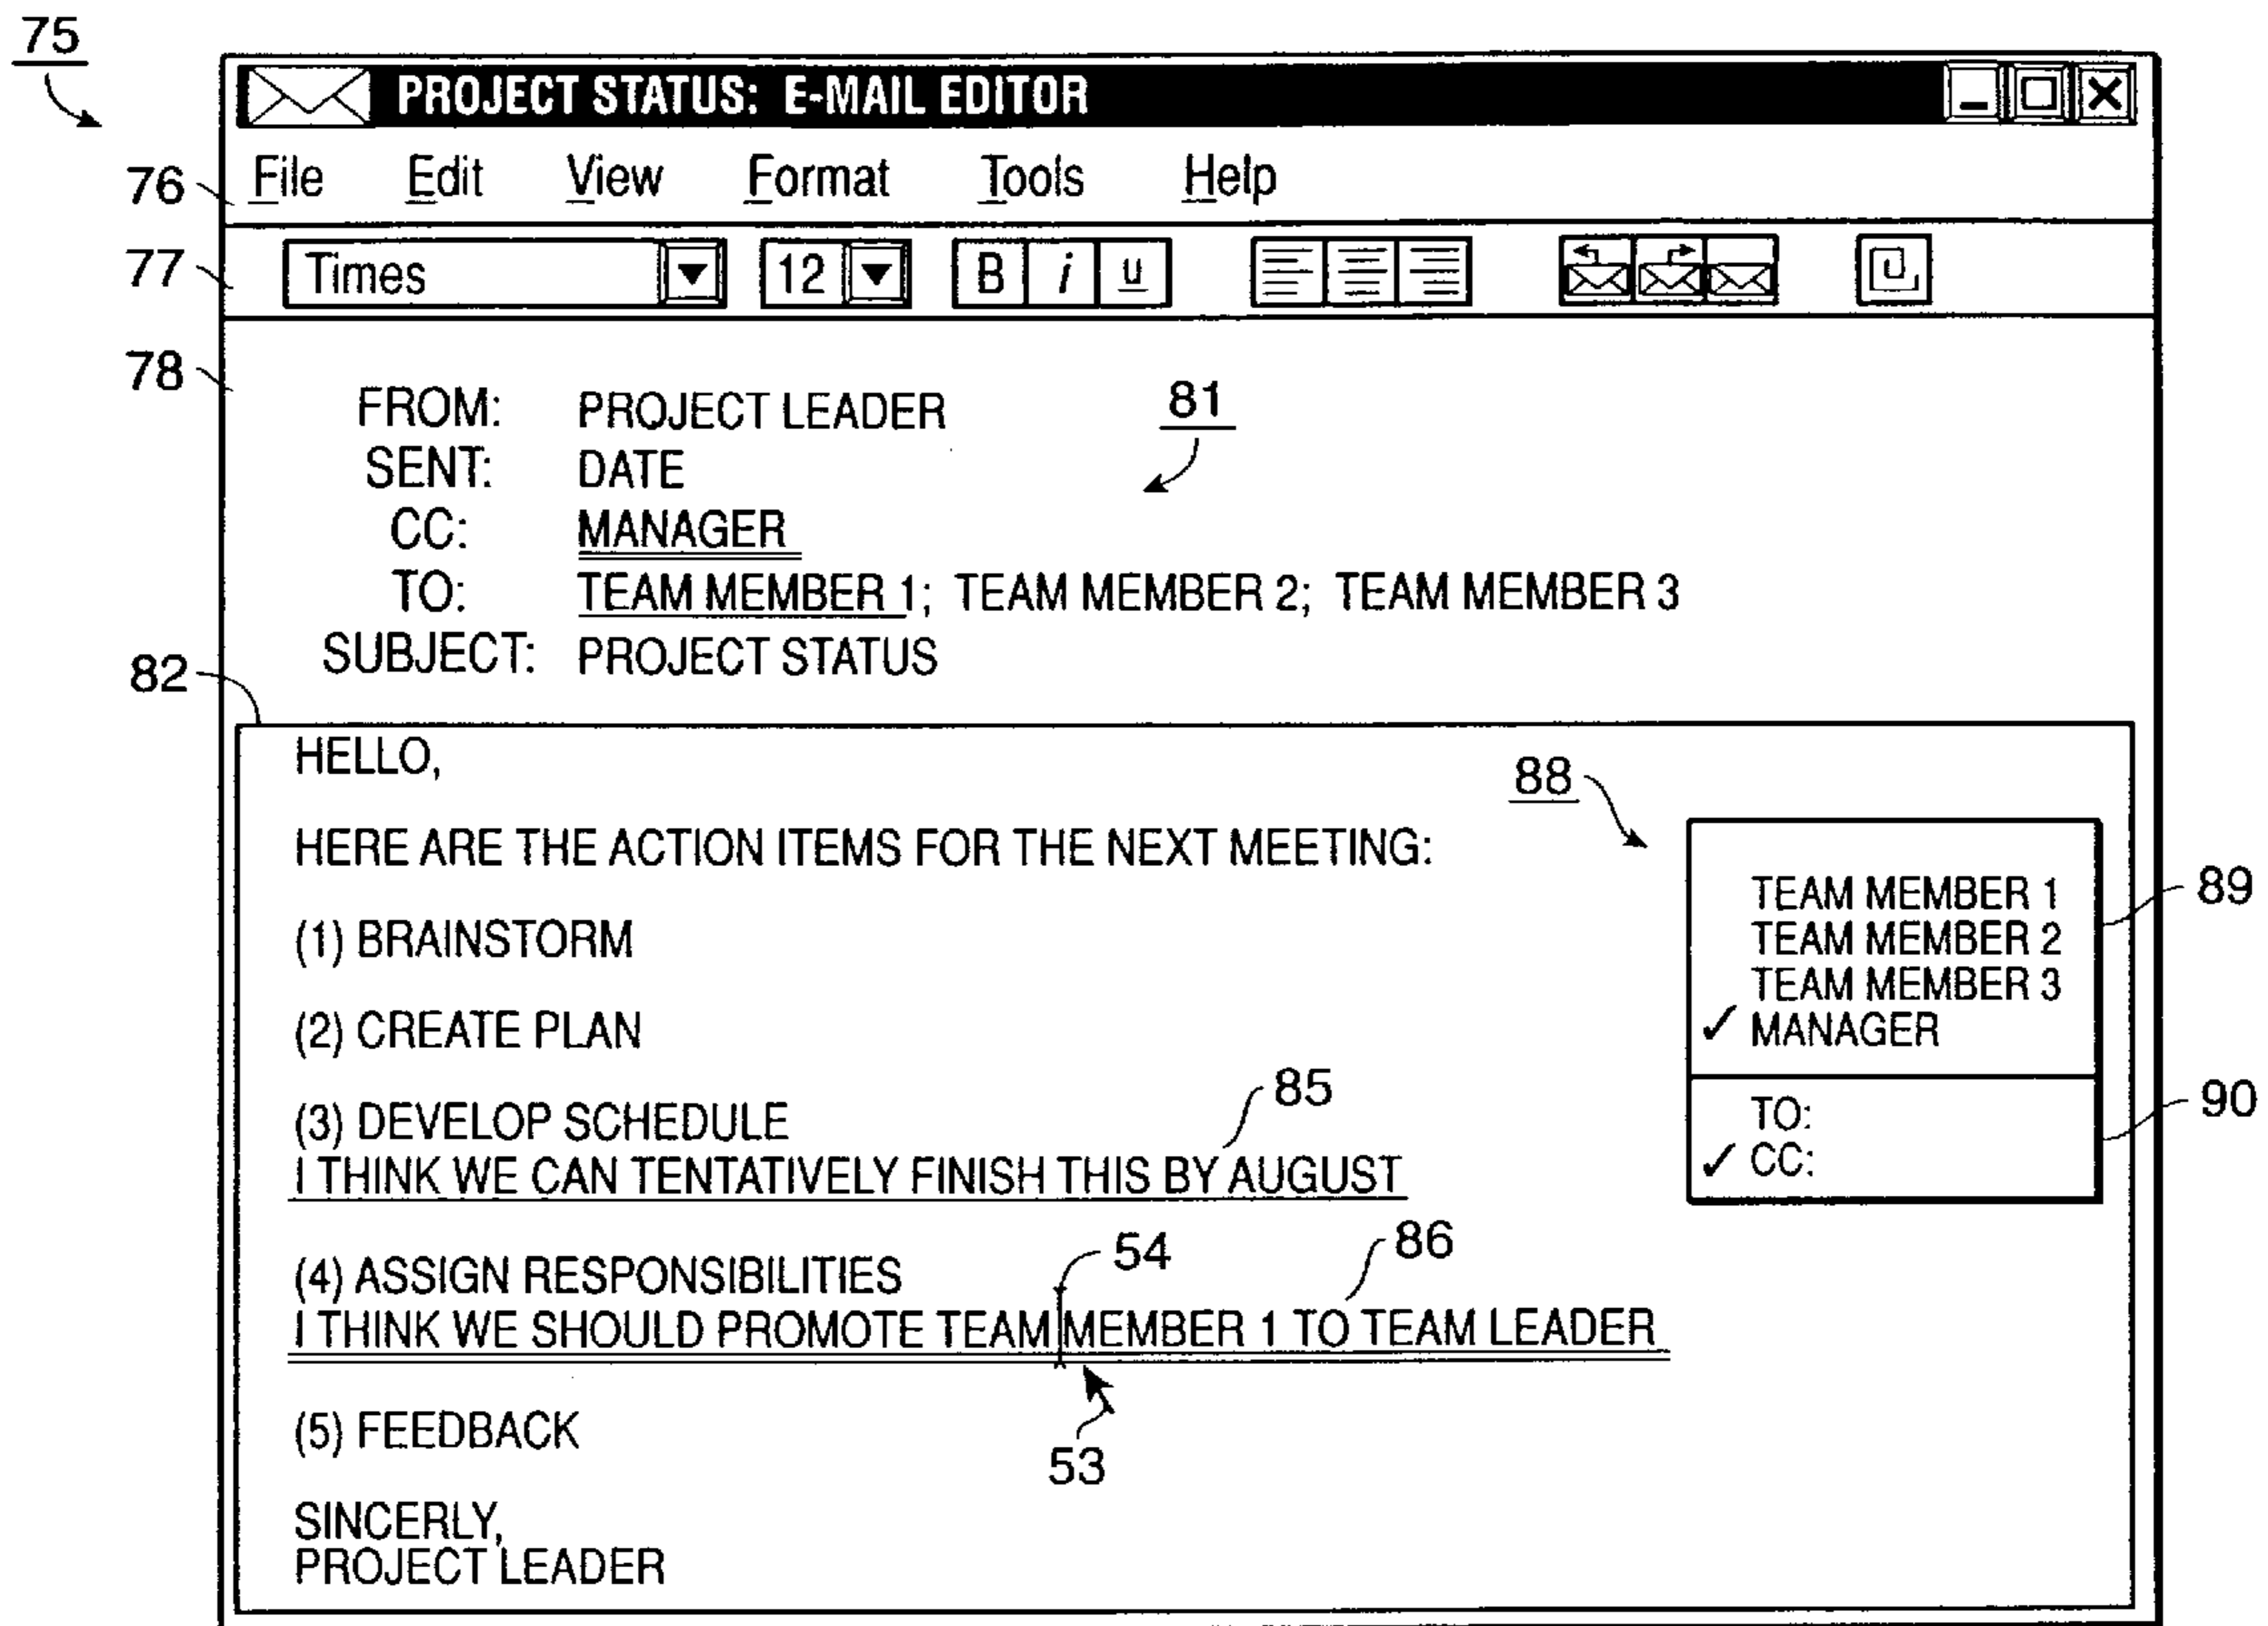 75
PROJECT STATUS: E-MAIL EDITOR
76 File Edit View Format Tools Help
77 Times 12 B i u
78
FROM: PROJECT LEADER 81
SENT: DATE
CC: MANAGER
TO: TEAM MEMBER 1; TEAM MEMBER 2; TEAM MEMBER 3
SUBJECT: PROJECT STATUS
82
HELLO,
88
HERE ARE THE ACTION ITEMS FOR THE NEXT MEETING:
TEAM MEMBER 1 89
(1) BRAINSTORM TEAM MEMBER 2
TEAM MEMBER 3
(2) CREATE PLAN ✓ MANAGER
85
(3) DEVELOP SCHEDULE TO: 90
I THINK WE CAN TENTATIVELY FINISH THIS BY AUGUST ✓ CC:
54 86
(4) ASSIGN RESPONSIBILITIES
I THINK WE SHOULD PROMOTE TEAM MEMBER 1 TO TEAM LEADER
(5) FEEDBACK
53
SINCERLY,
PROJECT LEADER